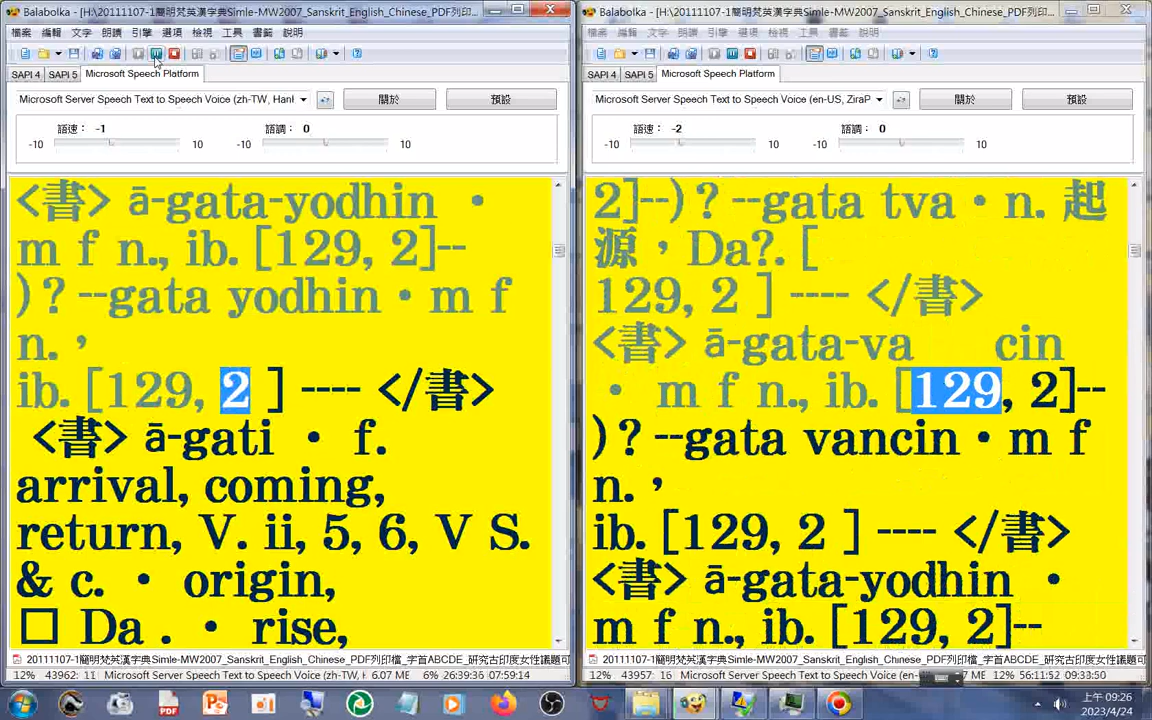 Balabolka - [H:\20111107-1簡明梵英漢字典Simle-MW2007_Sanskrit_English_Chinese_PDF列印...
檔案 編輯 文字 朗讀 引擎 選項 檢視 工具 書籤 說明
SAPI 4 SAPI 5 Microsoft Speech Platform
Microsoft Server Speech Text to Speech Voice (zh-TW, Hanl
關於 預設
語速： -1 語調： 0
-10 10 -10 10
<書> ā-gata-yodhin •
m f n., ib. [129, 2]--
)? --gata yodhin • m f
n. ,
ib. [129, 2 ] ---- </書>
<書> ā-gati • f.
arrival, coming,
return, V. ii, 5, 6, V S.
& c. • origin,
□ Da . • rise,
20111107-1簡明梵英漢字典Simle-MW2007_Sanskrit_English_Chinese_PDF列印檔_字首ABCDE_研究古印度女性議題可
12% 43962: 11 Microsoft Server Speech Text to Speech Voice (zh-TW, H 6.07 MB 6% 26:39:36 07:59:14
Balabolka - [H:\20111107-1簡明梵英漢字典Simle-MW2007_Sanskrit_English_Chinese_PDF列印...
檔案 編輯 文字 朗讀 引擎 選項 檢視 工具 書籤 說明
SAPI 4 SAPI 5 Microsoft Speech Platform
Microsoft Server Speech Text to Speech Voice (en-US, ZiraP
關於 預設
語速： -2 語調： 0
-10 10 -10 10
2]--)? --gata tva • n. 起
源，Da?. [
129, 2 ] ---- </書>
<書> ā-gata-va cin
• m f n., ib. [129, 2]--
)? --gata vancin • m f
n. ,
ib. [129, 2 ] ---- </書>
<書> ā-gata-yodhin •
m f n., ib. [129, 2]--
20111107-1簡明梵英漢字典Simle-MW2007_Sanskrit_English_Chinese_PDF列印檔_字首ABCDE_研究古印度女性議題可
12% 43957: 16 Microsoft Server Speech Text to Speech Voice (en- 12% 56:11:52 09:33:50
上午 09:26
2023/4/24